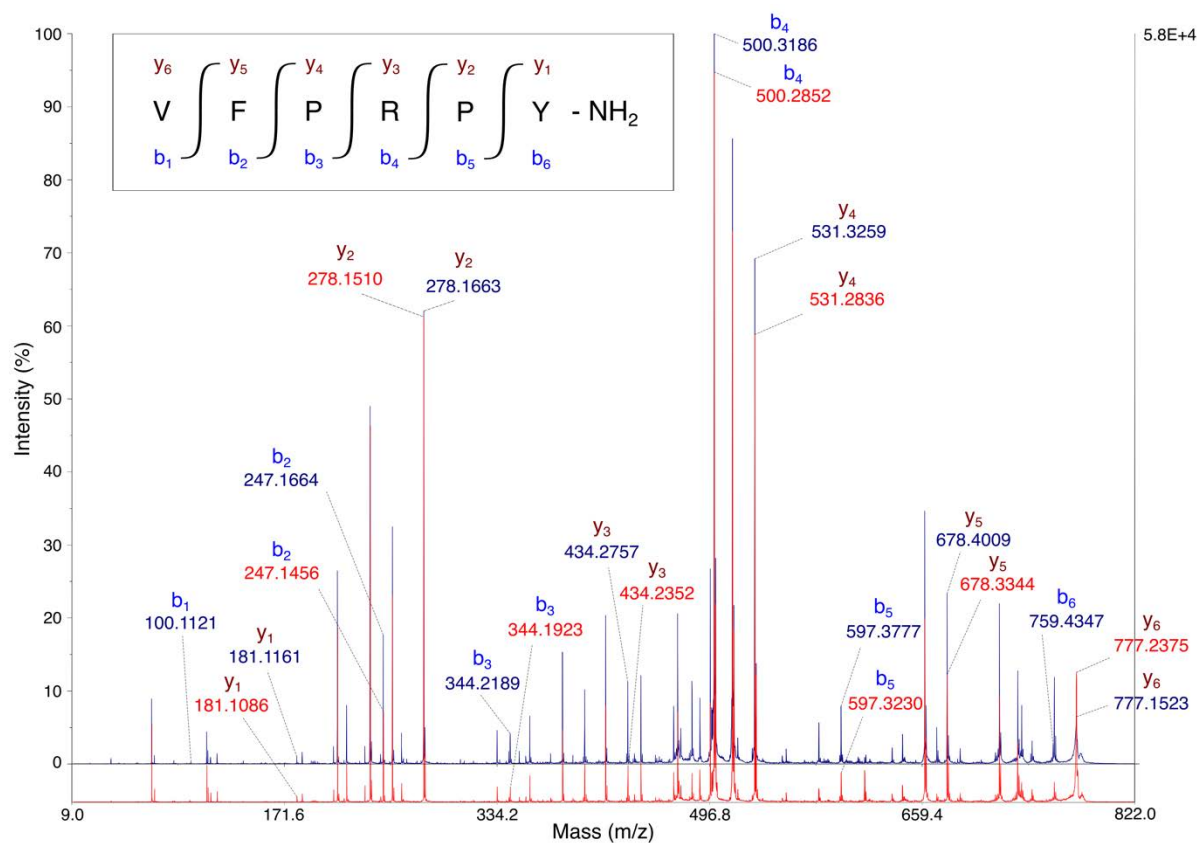 100
90
80
70
60
50
40
30
20
10
0
Intensity (%)
5.8E+4
y6 y5 y4 y3 y2 y1
V F P R P Y - NH2
b1 b2 b3 b4 b5 b6
b4
500.3186
b4
500.2852
y4
531.3259
y4
531.2836
y2
278.1510
y2
278.1663
b2
247.1664
b2
247.1456
b1
100.1121
y1
181.1161
y1
181.1086
b3
344.2189
b3
344.1923
y3
434.2757
y3
434.2352
b5
597.3777
b5
597.3230
y5
678.4009
y5
678.3344
b6
759.4347
y6
777.2375
y6
777.1523
9.0 171.6 334.2 496.8 659.4 822.0
Mass (m/z)